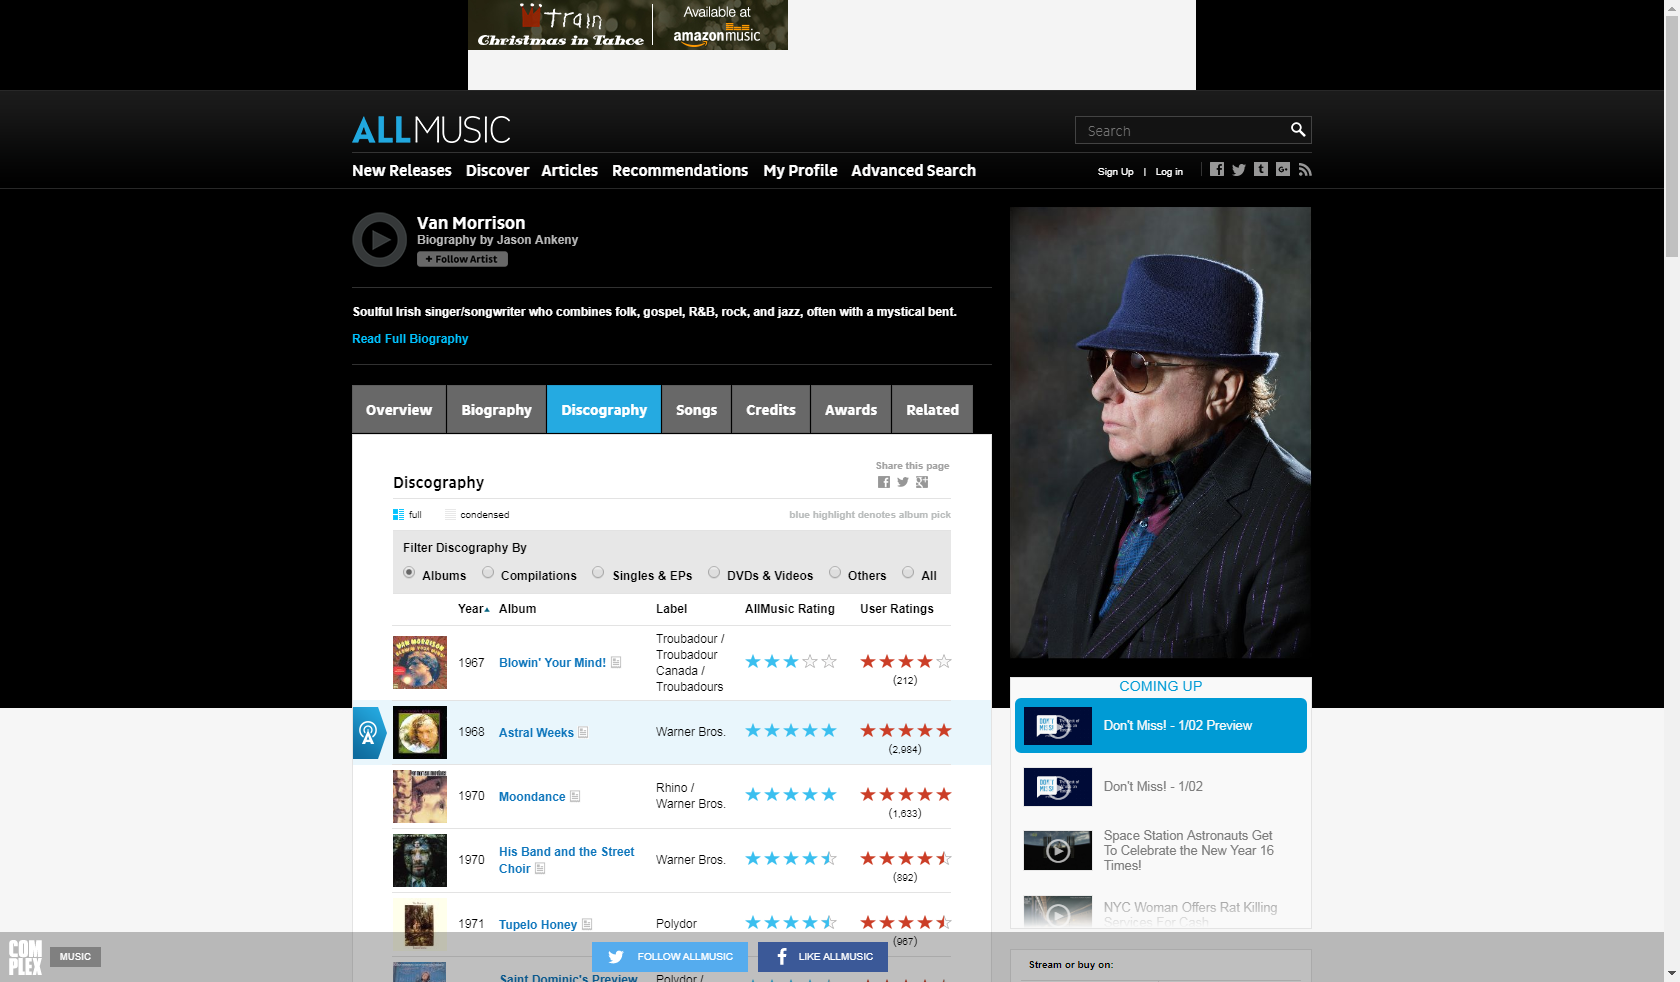 train
Christmas in Tahoe
Available at
amazonmusic
ALLMUSIC
Search
New Releases Discover Articles Recommendations My Profile Advanced Search
Sign Up | Log in
Van Morrison
Biography by Jason Ankeny
+ Follow Artist
Soulful Irish singer/songwriter who combines folk, gospel, R&B, rock, and jazz, often with a mystical bent.
Read Full Biography
Overview Biography Discography Songs Credits Awards Related
Share this page
Discography
full condensed blue highlight denotes album pick
Filter Discography By
Albums Compilations Singles & EPs DVDs & Videos Others All
Year Album Label AllMusic Rating User Ratings
1967 Blowin' Your Mind!
Troubadour /
Troubadour
Canada /
Troubadours
(212)
1968 Astral Weeks Warner Bros.
(2,984)
1970 Moondance
Rhino /
Warner Bros.
(1,633)
1970 His Band and the Street
Choir
Warner Bros.
(892)
1971 Tupelo Honey Polydor
(967)
Saint Dominic's Preview Polydor /
COMING UP
DON'T
MISS!
Don't Miss! - 1/02 Preview
DON'T
MISS!
Don't Miss! - 1/02
Space Station Astronauts Get
To Celebrate the New Year 16
Times!
NYC Woman Offers Rat Killing
Services For Cash
Stream or buy on:
COM
PLEX
MUSIC
FOLLOW ALLMUSIC
LIKE ALLMUSIC